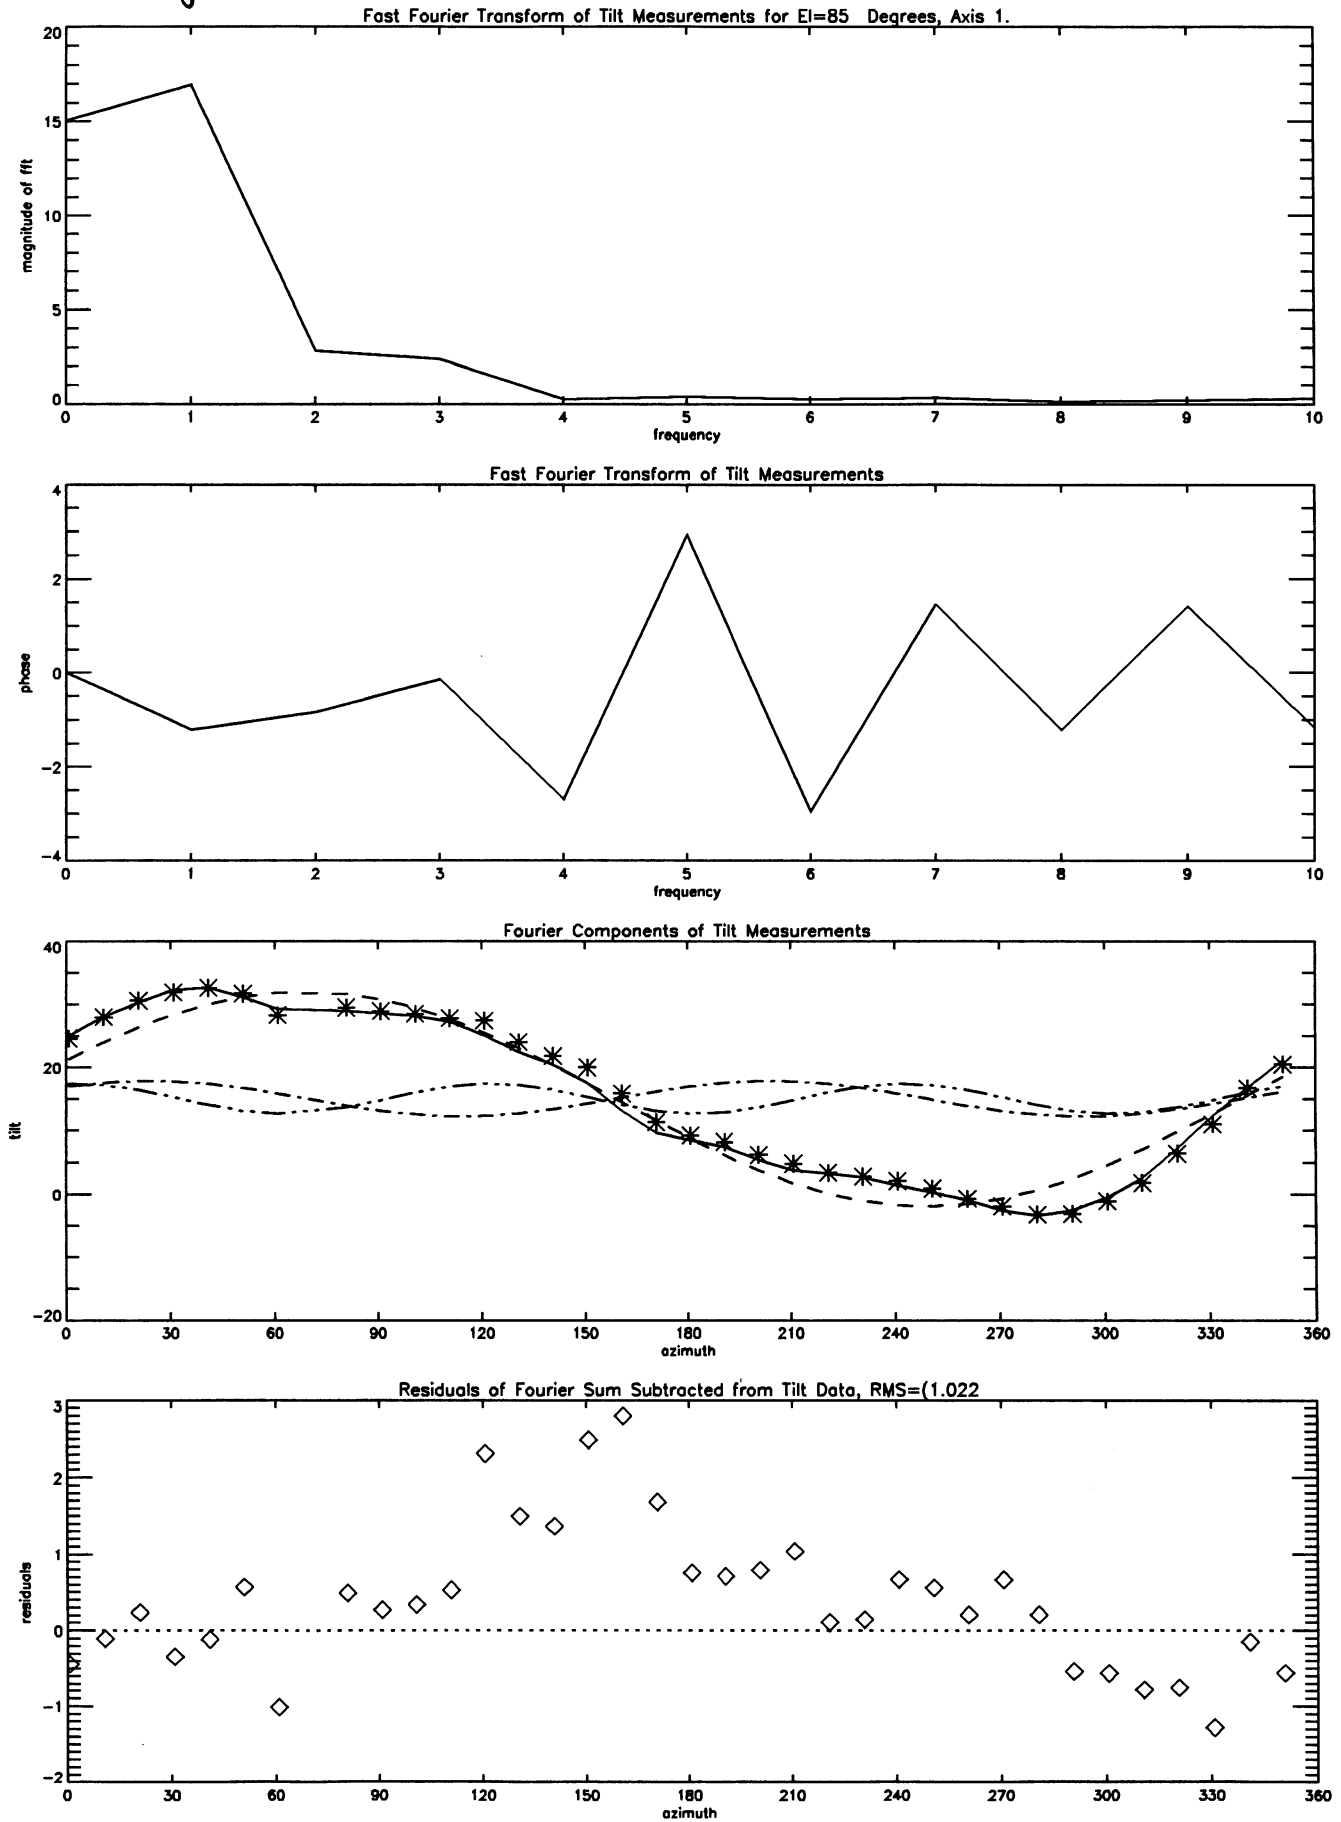 Fast Fourier Transform of Tilt Measurements for El=85 Degrees, Axis 1.
20
15
10
5
0
magnitude of fft
0 1 2 3 4 5 6 7 8 9 10
frequency
Fast Fourier Transform of Tilt Measurements
4
2
0
-2
-4
phase
0 1 2 3 4 5 6 7 8 9 10
frequency
Fourier Components of Tilt Measurements
40
20
0
-20
tilt
0 30 60 90 120 150 180 210 240 270 300 330 360
azimuth
Residuals of Fourier Sum Subtracted from Tilt Data, RMS=(1.022
3
2
1
0
-1
-2
residuals
0 30 60 90 120 150 180 210 240 270 300 330 360
azimuth